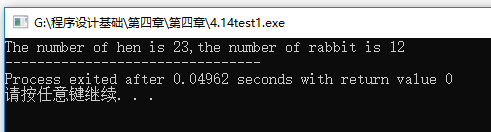 G:\程序设计基础\第四章\第四章\4.14test1.exe
The number of hen is 23,the number of rabbit is 12
--------------------------------
Process exited after 0.04962 seconds with return value 0
请按任意键继续. . .